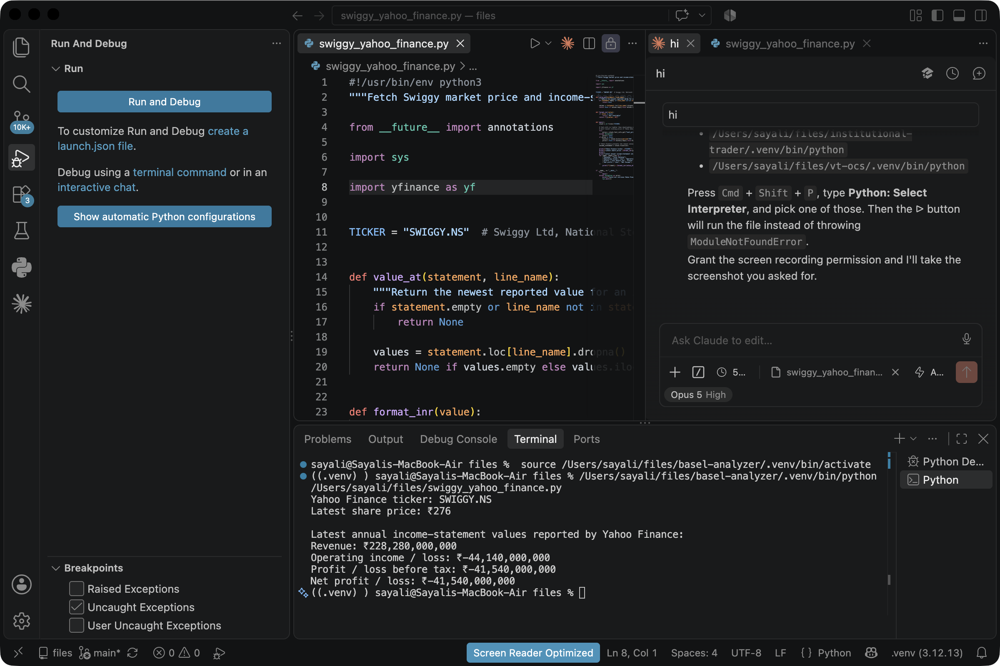 swiggy_yahoo_finance.py — files
Run And Debug
Run
Run and Debug
To customize Run and Debug create a
launch.json file.
Debug using a terminal command or in an
interactive chat.
Show automatic Python configurations
10K+
3
Breakpoints
Raised Exceptions
Uncaught Exceptions
User Uncaught Exceptions
swiggy_yahoo_finance.py
swiggy_yahoo_finance.py > ...
1 #!/usr/bin/env python3
2 """Fetch Swiggy market price and income-s
3
4 from __future__ import annotations
5
6 import sys
7
8 import yfinance as yf
9
10
11 TICKER = "SWIGGY.NS"  # Swiggy Ltd, National St
12
13
14 def value_at(statement, line_name):
15     """Return the newest reported value for an
16     if statement.empty or line_name not in stat
17         return None
18
19     values = statement.loc[line_name].dropna()
20     return None if values.empty else values.ilo
21
22
23 def format_inr(value):
hi
swiggy_yahoo_finance.py
hi
hi
/Users/sayali/files/institutional-
trader/.venv/bin/python
/Users/sayali/files/vt-ocs/.venv/bin/python
Press Cmd + Shift + P, type Python: Select
Interpreter, and pick one of those. Then the ▷ button
will run the file instead of throwing
ModuleNotFoundError.
Grant the screen recording permission and I'll take the
screenshot you asked for.
Ask Claude to edit...
5... swiggy_yahoo_finan... A...
Opus 5 High
Problems Output Debug Console Terminal Ports
sayali@Sayalis-MacBook-Air files %  source /Users/sayali/files/basel-analyzer/.venv/bin/activate
((.venv) ) sayali@Sayalis-MacBook-Air files % /Users/sayali/files/basel-analyzer/.venv/bin/python
/Users/sayali/files/swiggy_yahoo_finance.py
Yahoo Finance ticker: SWIGGY.NS
Latest share price: ₹276
Latest annual income-statement values reported by Yahoo Finance:
Revenue: ₹228,280,000,000
Operating income / loss: ₹-44,140,000,000
Profit / loss before tax: ₹-41,540,000,000
Net profit / loss: ₹-41,540,000,000
((.venv) ) sayali@Sayalis-MacBook-Air files %
Python De...
Python
files main* 0 0
Screen Reader Optimized Ln 8, Col 1 Spaces: 4 UTF-8 LF {} Python .venv (3.12.13)